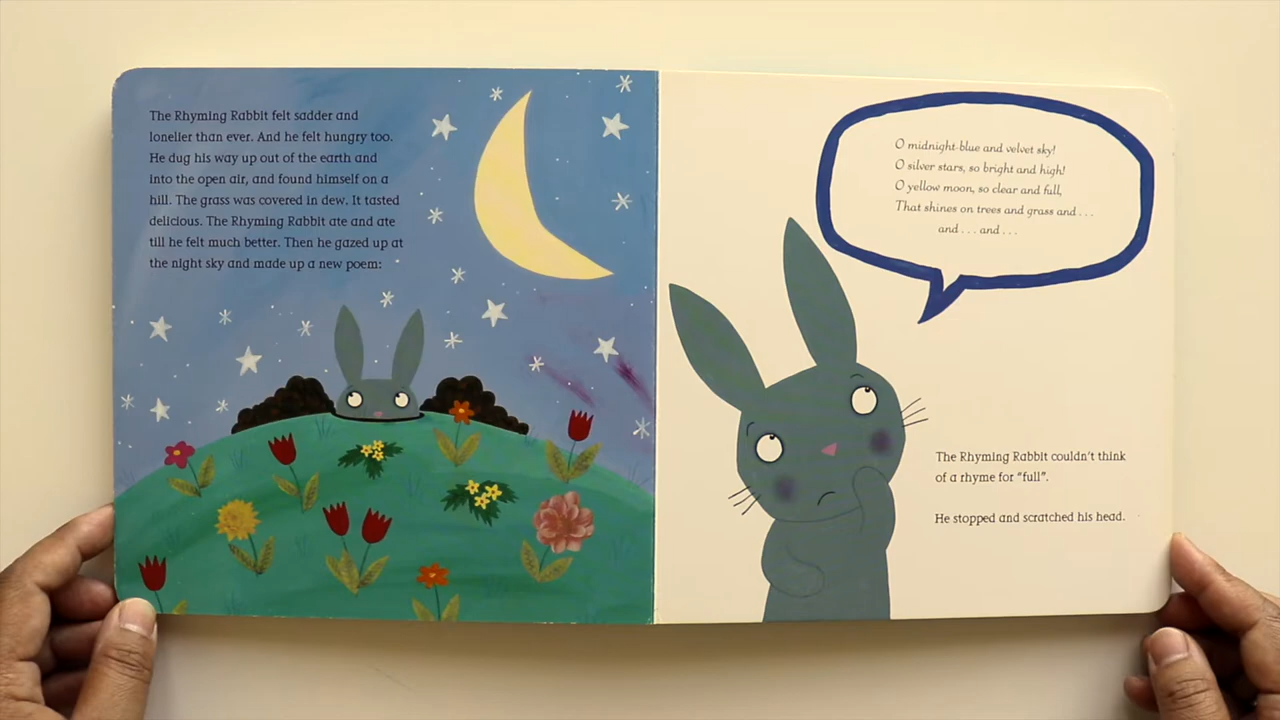 The Rhyming Rabbit felt sadder and
lonelier than ever. And he felt hungry too.
He dug his way up out of the earth and
into the open air, and found himself on a
hill. The grass was covered in dew. It tasted
delicious. The Rhyming Rabbit ate and ate
till he felt much better. Then he gazed up at
the night sky and made up a new poem:
O midnight-blue and velvet sky!
O silver stars, so bright and high!
O yellow moon, so clear and full,
That shines on trees and grass and . . .
and . . . and . . .
The Rhyming Rabbit couldn't think
of a rhyme for "full".
He stopped and scratched his head.